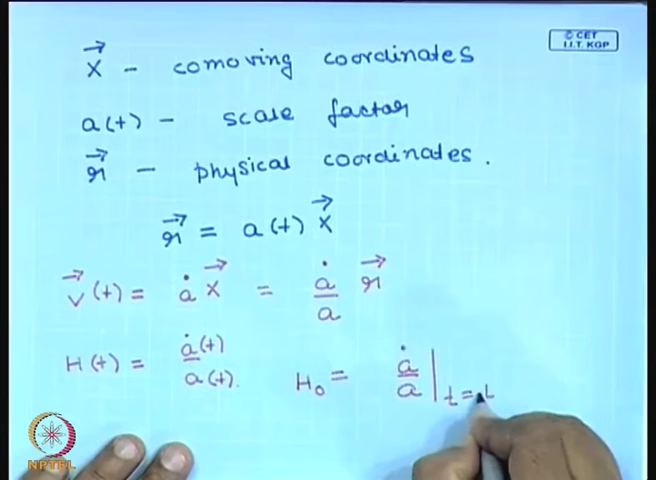 © CET
I.I.T. KGP
x⃗ - comoving coordinates
a(t) - scale factor
r⃗ - physical coordinates.
r⃗ = a(t) x⃗
v⃗(t) = ȧ x⃗ = ȧ/a r⃗
H(t) = ȧ(t)/a(t). H₀ = ȧ/a |t=t
NPTEL